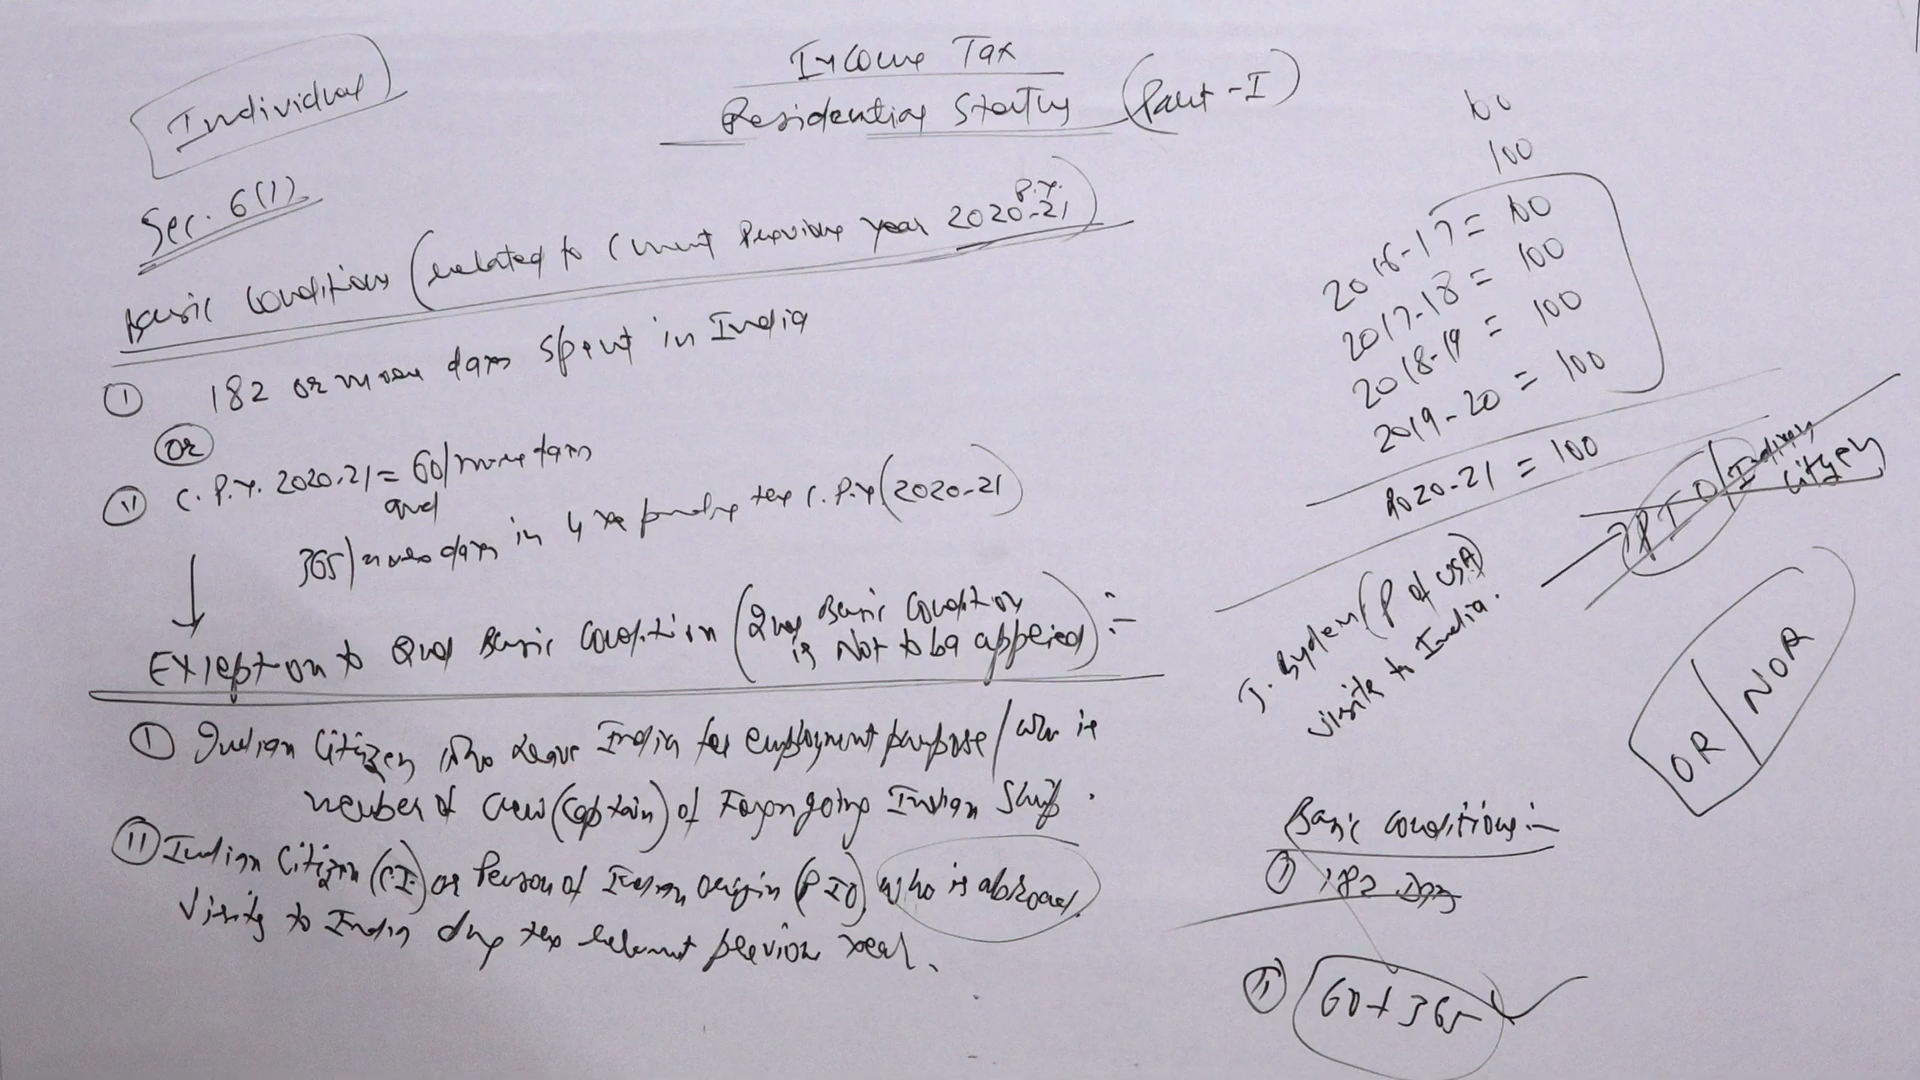 Income Tax
Residential Status (Part-I)
Individual
Sec. 6(1)
Basic Conditions (related to Current Previous year 2020-21)
P.Y.
① 182 or more days spent in India
OR
② C.P.Y. 2020-21 = 60/more days
and
365/more days in 4 preceding the C.P.Y (2020-21)
Exception to 2nd Basic Condition (2nd Basic Condition
is Not to be applied) :-
① Indian Citizen who leave India for employment purpose / who is
member of crew (captain) of Foreign going Indian Ship.
② Indian Citizen (C.I.) or Person of Indian origin (PIO) who is abroad
Visits to India during the relevant previous year.
100
100
2016-17 = 100
2017-18 = 100
2018-19 = 100
2019-20 = 100
2020-21 = 100
PIO/Indian
Citizen
J. Byden (P of USA)
visits to India.
OR/NOR
Basic conditions:-
① 182 Days
② 60+365